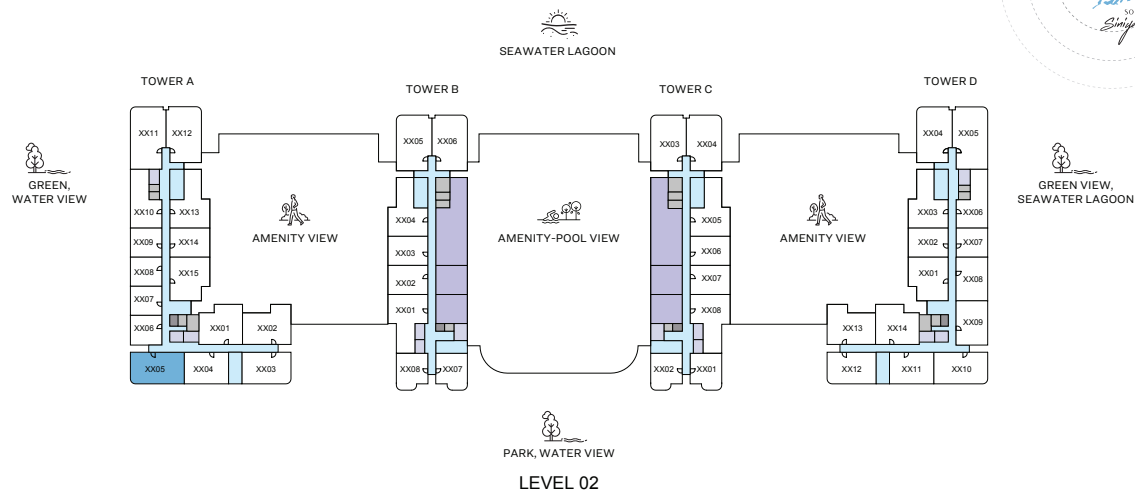 SO
SEAWATER LAGOON
TOWER A
TOWER B
TOWER C
TOWER D
XX11
XX12
XX05
XX06
XX03
XX04
XX04
XX05
GREEN,
WATER VIEW
GREEN VIEW,
SEAWATER LAGOON
XX10
XX13
XX04
XX05
XX03
XX06
AMENITY VIEW
AMENITY-POOL VIEW
AMENITY VIEW
XX09
XX14
XX03
XX06
XX02
XX07
XX08
XX15
XX02
XX07
XX01
XX08
XX07
XX01
XX08
XX06
XX01
XX02
XX13
XX14
XX09
XX05
XX04
XX03
XX08
XX07
XX02
XX01
XX12
XX11
XX10
PARK, WATER VIEW
LEVEL 02